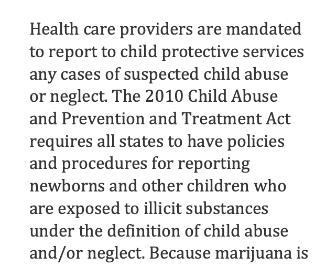 Health care providers are mandated
to report to child protective services
any cases of suspected child abuse
or neglect. The 2010 Child Abuse
and Prevention and Treatment Act
requires all states to have policies
and procedures for reporting
newborns and other children who
are exposed to illicit substances
under the definition of child abuse
and/or neglect. Because marijuana is